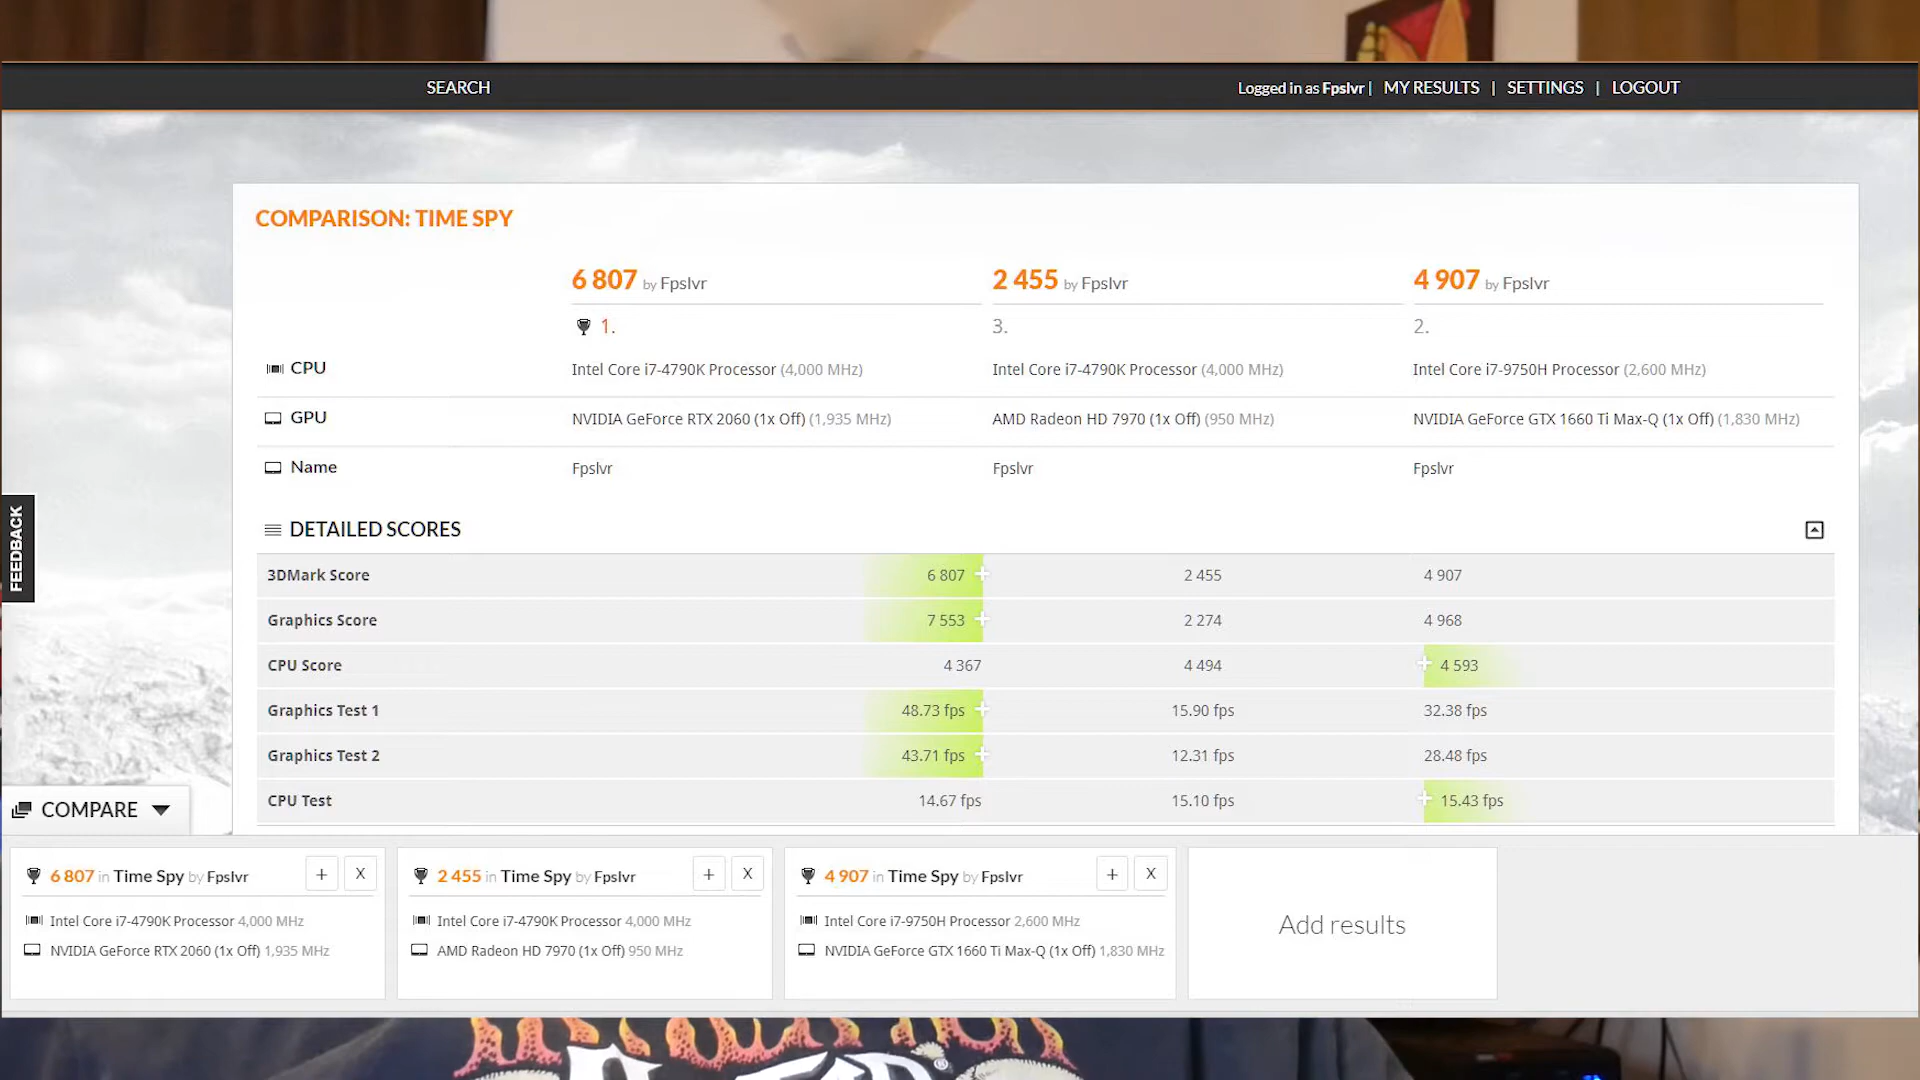 SEARCH
Logged in as Fpslvr | MY RESULTS | SETTINGS | LOGOUT
COMPARISON: TIME SPY
6 807 by Fpslvr 2 455 by Fpslvr 4 907 by Fpslvr
1. 3. 2.
CPU Intel Core i7-4790K Processor (4,000 MHz) Intel Core i7-4790K Processor (4,000 MHz) Intel Core i7-9750H Processor (2,600 MHz)
GPU NVIDIA GeForce RTX 2060 (1x Off) (1,935 MHz) AMD Radeon HD 7970 (1x Off) (950 MHz) NVIDIA GeForce GTX 1660 Ti Max-Q (1x Off) (1,830 MHz)
Name Fpslvr Fpslvr Fpslvr
DETAILED SCORES
3DMark Score 6 807 2 455 4 907
Graphics Score 7 553 2 274 4 968
CPU Score 4 367 4 494 4 593
Graphics Test 1 48.73 fps 15.90 fps 32.38 fps
Graphics Test 2 43.71 fps 12.31 fps 28.48 fps
CPU Test 14.67 fps 15.10 fps 15.43 fps
FEEDBACK
COMPARE
6 807 in Time Spy by Fpslvr + X
Intel Core i7-4790K Processor 4,000 MHz
NVIDIA GeForce RTX 2060 (1x Off) 1,935 MHz
2 455 in Time Spy by Fpslvr + X
Intel Core i7-4790K Processor 4,000 MHz
AMD Radeon HD 7970 (1x Off) 950 MHz
4 907 in Time Spy by Fpslvr + X
Intel Core i7-9750H Processor 2,600 MHz
NVIDIA GeForce GTX 1660 Ti Max-Q (1x Off) 1,830 MHz
Add results